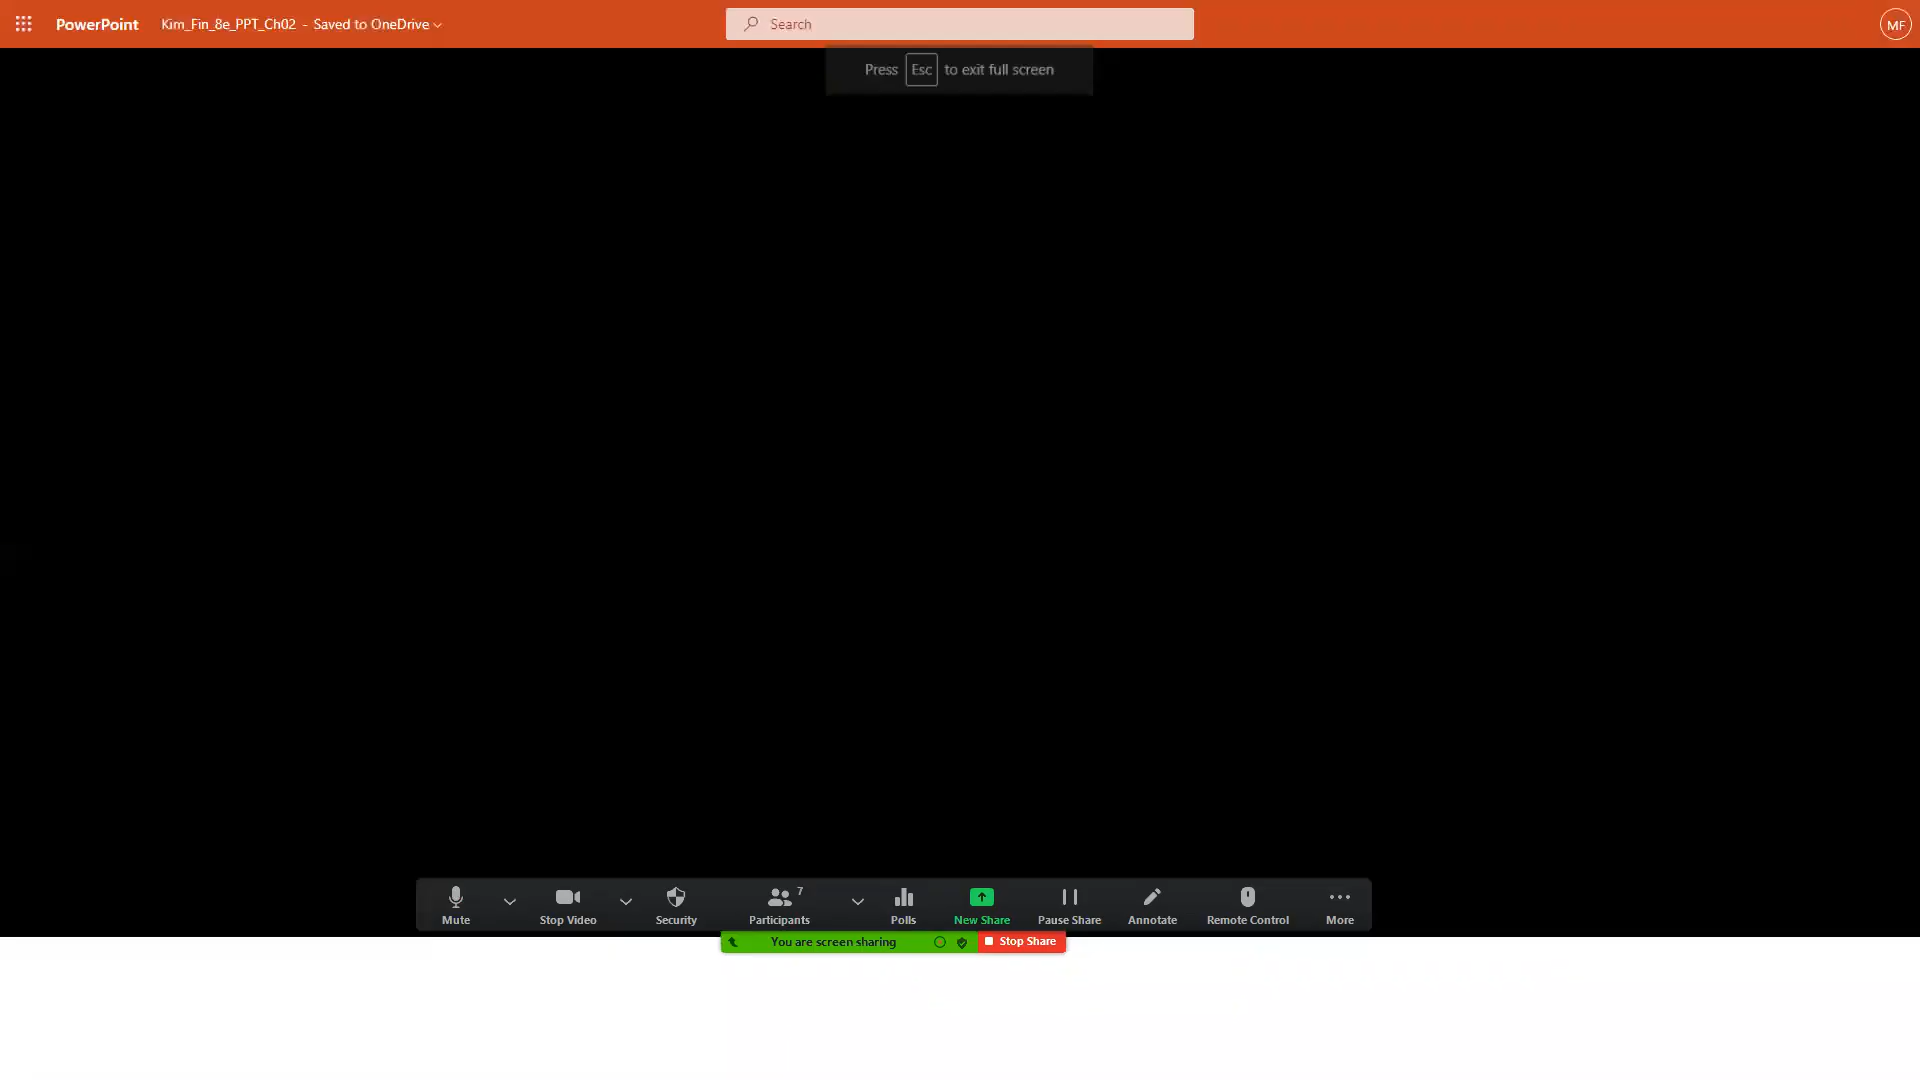 PowerPoint Kim_Fin_8e_PPT_Ch02 - Saved to OneDrive
Search
MF
Press Esc to exit full screen
7
Mute Stop Video Security Participants Polls New Share Pause Share Annotate Remote Control More
You are screen sharing Stop Share